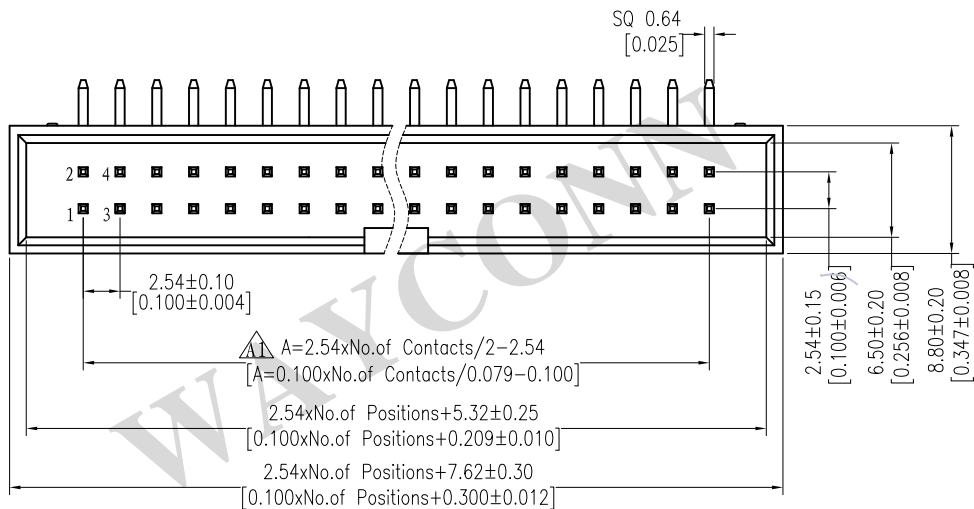 SQ 0.64
[0.025]
2 4
1 3
2.54±0.10
[0.100±0.004]
A1 A=2.54xNo.of Contacts/2-2.54
[A=0.100xNo.of Contacts/0.079-0.100]
2.54xNo.of Positions+5.32±0.25
[0.100xNo.of Positions+0.209±0.010]
2.54xNo.of Positions+7.62±0.30
[0.100xNo.of Positions+0.300±0.012]
2.54±0.15
[0.100±0.006]
6.50±0.20
[0.256±0.008]
8.80±0.20
[0.347±0.008]
WAYCONN